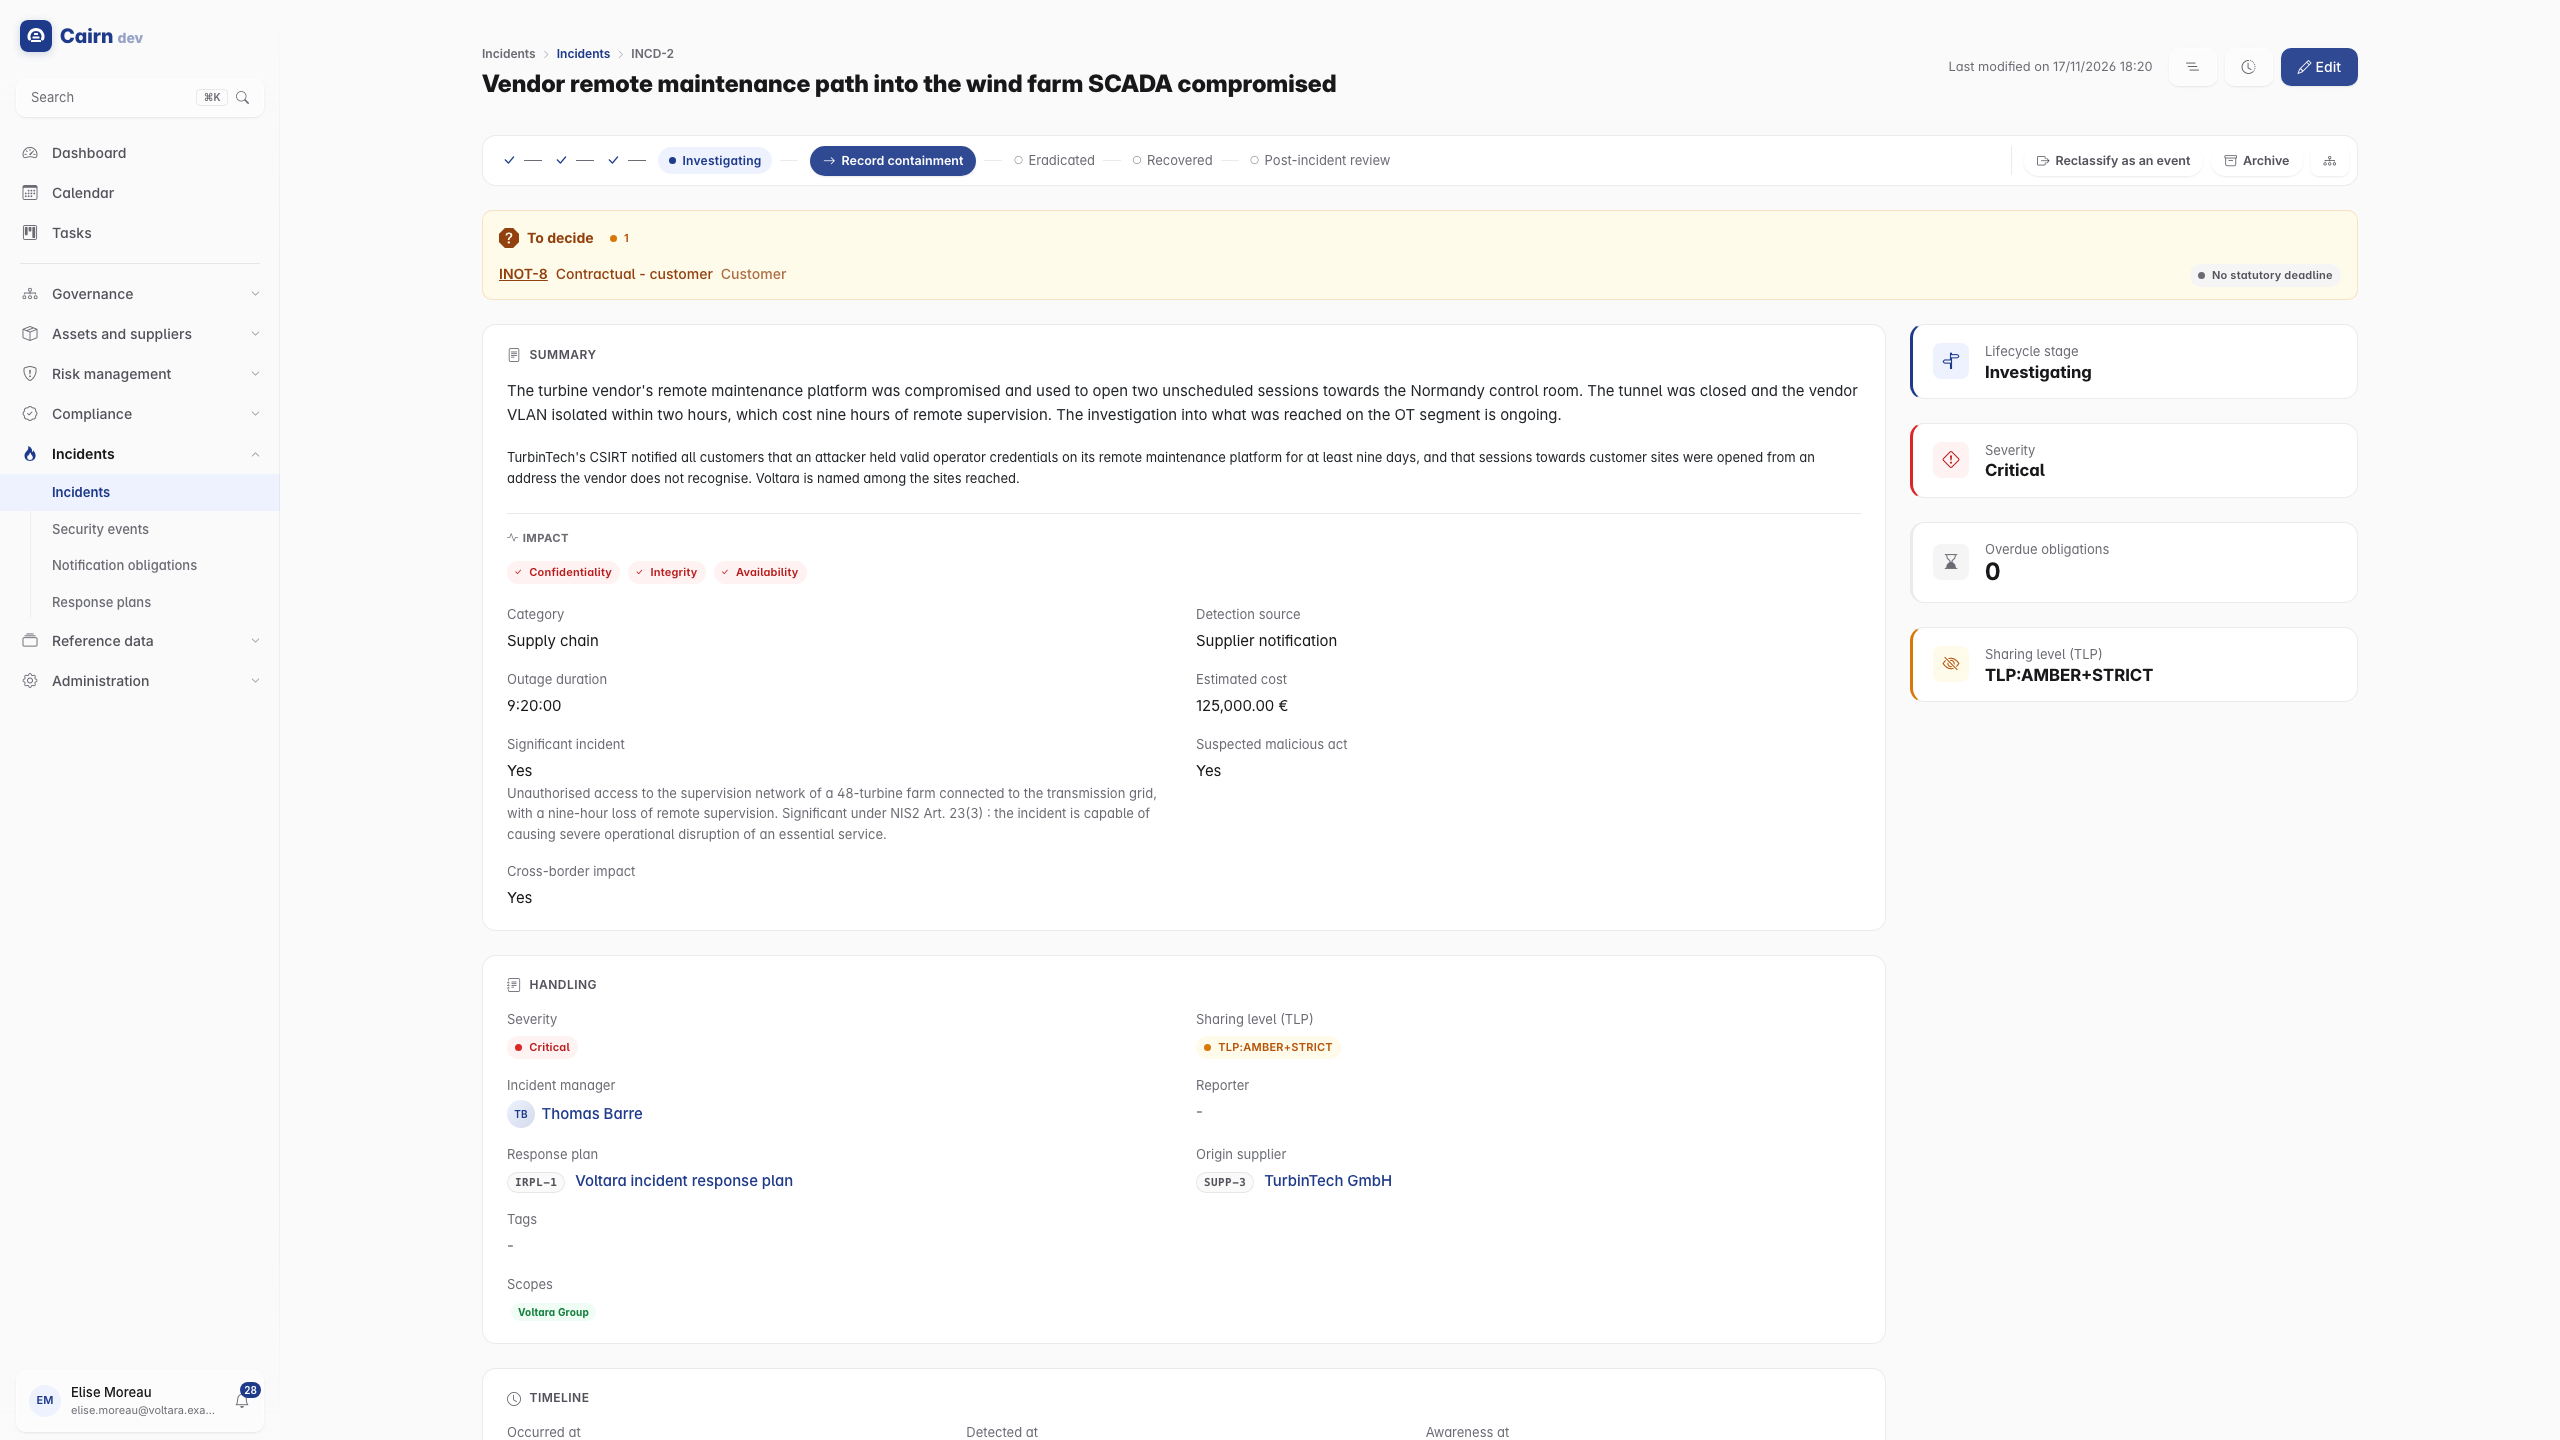 Cairn dev
Search ⌘K
Dashboard
Calendar
Tasks
Governance
Assets and suppliers
Risk management
Compliance
Incidents
Incidents
Security events
Notification obligations
Response plans
Reference data
Administration
EM
Elise Moreau
elise.moreau@voltara.exa...
28
Incidents > Incidents > INCD-2
Vendor remote maintenance path into the wind farm SCADA compromised
Last modified on 17/11/2026 18:20
Edit
Investigating
Record containment
Eradicated
Recovered
Post-incident review
Reclassify as an event
Archive
To decide 1
INOT-8 Contractual - customer Customer
No statutory deadline
SUMMARY
The turbine vendor's remote maintenance platform was compromised and used to open two unscheduled sessions towards the Normandy control room. The tunnel was closed and the vendor
VLAN isolated within two hours, which cost nine hours of remote supervision. The investigation into what was reached on the OT segment is ongoing.
TurbinTech's CSIRT notified all customers that an attacker held valid operator credentials on its remote maintenance platform for at least nine days, and that sessions towards customer sites were opened from an
address the vendor does not recognise. Voltara is named among the sites reached.
IMPACT
Confidentiality Integrity Availability
Category
Supply chain
Detection source
Supplier notification
Outage duration
9:20:00
Estimated cost
125,000.00 €
Significant incident
Yes
Unauthorised access to the supervision network of a 48-turbine farm connected to the transmission grid,
with a nine-hour loss of remote supervision. Significant under NIS2 Art. 23(3) : the incident is capable of
causing severe operational disruption of an essential service.
Suspected malicious act
Yes
Cross-border impact
Yes
Lifecycle stage
Investigating
Severity
Critical
Overdue obligations
0
Sharing level (TLP)
TLP:AMBER+STRICT
HANDLING
Severity
Critical
Sharing level (TLP)
TLP:AMBER+STRICT
Incident manager
TB Thomas Barre
Reporter
-
Response plan
IRPL-1 Voltara incident response plan
Origin supplier
SUPP-3 TurbinTech GmbH
Tags
-
Scopes
Voltara Group
TIMELINE
Occurred at
Detected at
Awareness at